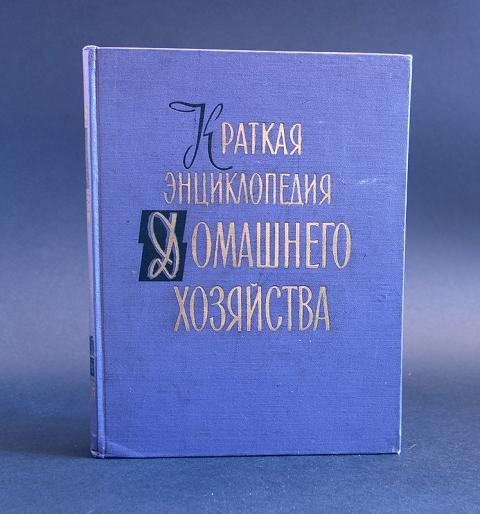 Краткая
энциклопедия
Домашнего
хозяйства